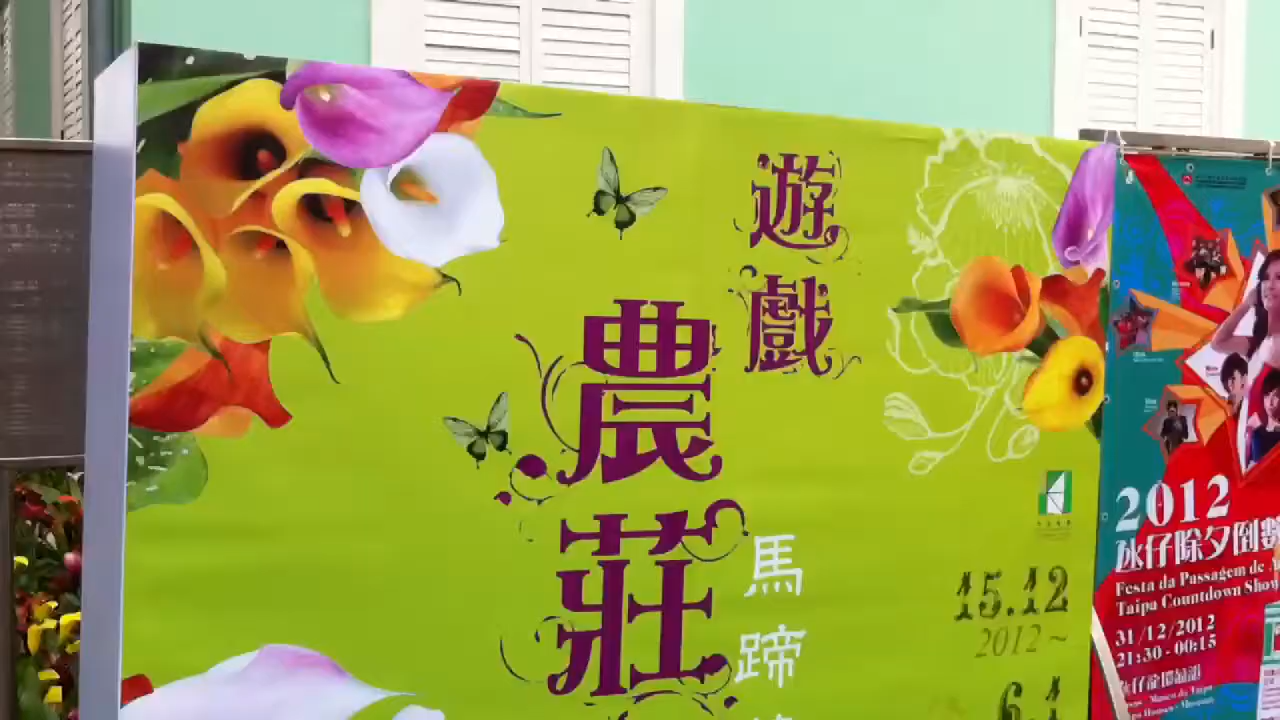 遊戲
農莊
馬蹄
15.12
2012~
6.1
2012
氹仔除夕倒數
Festa da Passagem de
Taipa Countdown Show
31/12/2012
21:30 - 00:15